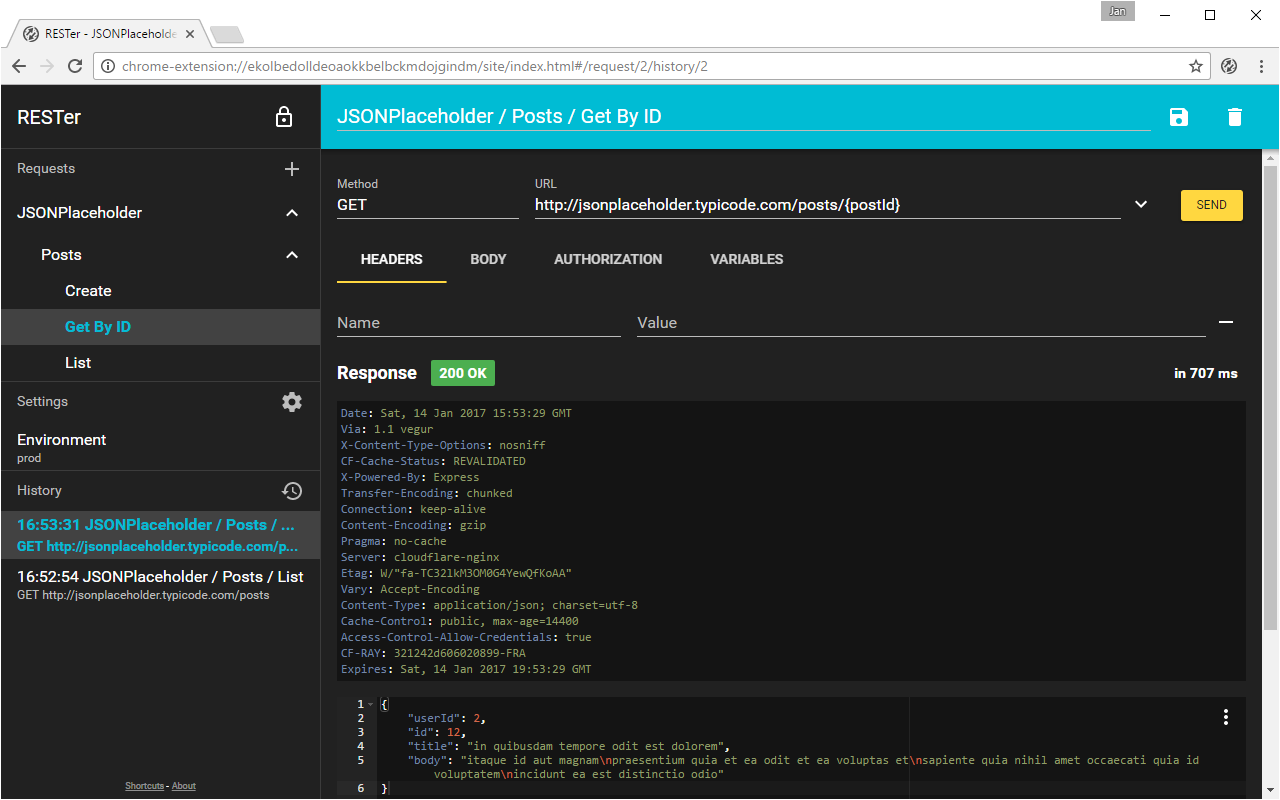 Jan
RESTer - JSONPlaceholde
chrome-extension://ekolbedolldeoaokkbelbckmdojgindm/site/index.html#/request/2/history/2
RESTer
JSONPlaceholder / Posts / Get By ID
Requests
JSONPlaceholder
Posts
Create
Get By ID
List
Settings
Environment
prod
History
16:53:31 JSONPlaceholder / Posts / ...
GET http://jsonplaceholder.typicode.com/p...
16:52:54 JSONPlaceholder / Posts / List
GET http://jsonplaceholder.typicode.com/posts
Shortcuts - About
Method
GET
URL
http://jsonplaceholder.typicode.com/posts/{postId}
SEND
HEADERS BODY AUTHORIZATION VARIABLES
Name Value
Response 200 OK in 707 ms
Date: Sat, 14 Jan 2017 15:53:29 GMT
Via: 1.1 vegur
X-Content-Type-Options: nosniff
CF-Cache-Status: REVALIDATED
X-Powered-By: Express
Transfer-Encoding: chunked
Connection: keep-alive
Content-Encoding: gzip
Pragma: no-cache
Server: cloudflare-nginx
Etag: W/"fa-TC32lkM3OM0G4YewQfKoAA"
Vary: Accept-Encoding
Content-Type: application/json; charset=utf-8
Cache-Control: public, max-age=14400
Access-Control-Allow-Credentials: true
CF-RAY: 321242d606020899-FRA
Expires: Sat, 14 Jan 2017 19:53:29 GMT
1 {
2 "userId": 2,
3 "id": 12,
4 "title": "in quibusdam tempore odit est dolorem",
5 "body": "itaque id aut magnam\npraesentium quia et ea odit et ea voluptas et\nsapiente quia nihil amet occaecati quia id
voluptatem\nincidunt ea est distinctio odio"
6 }